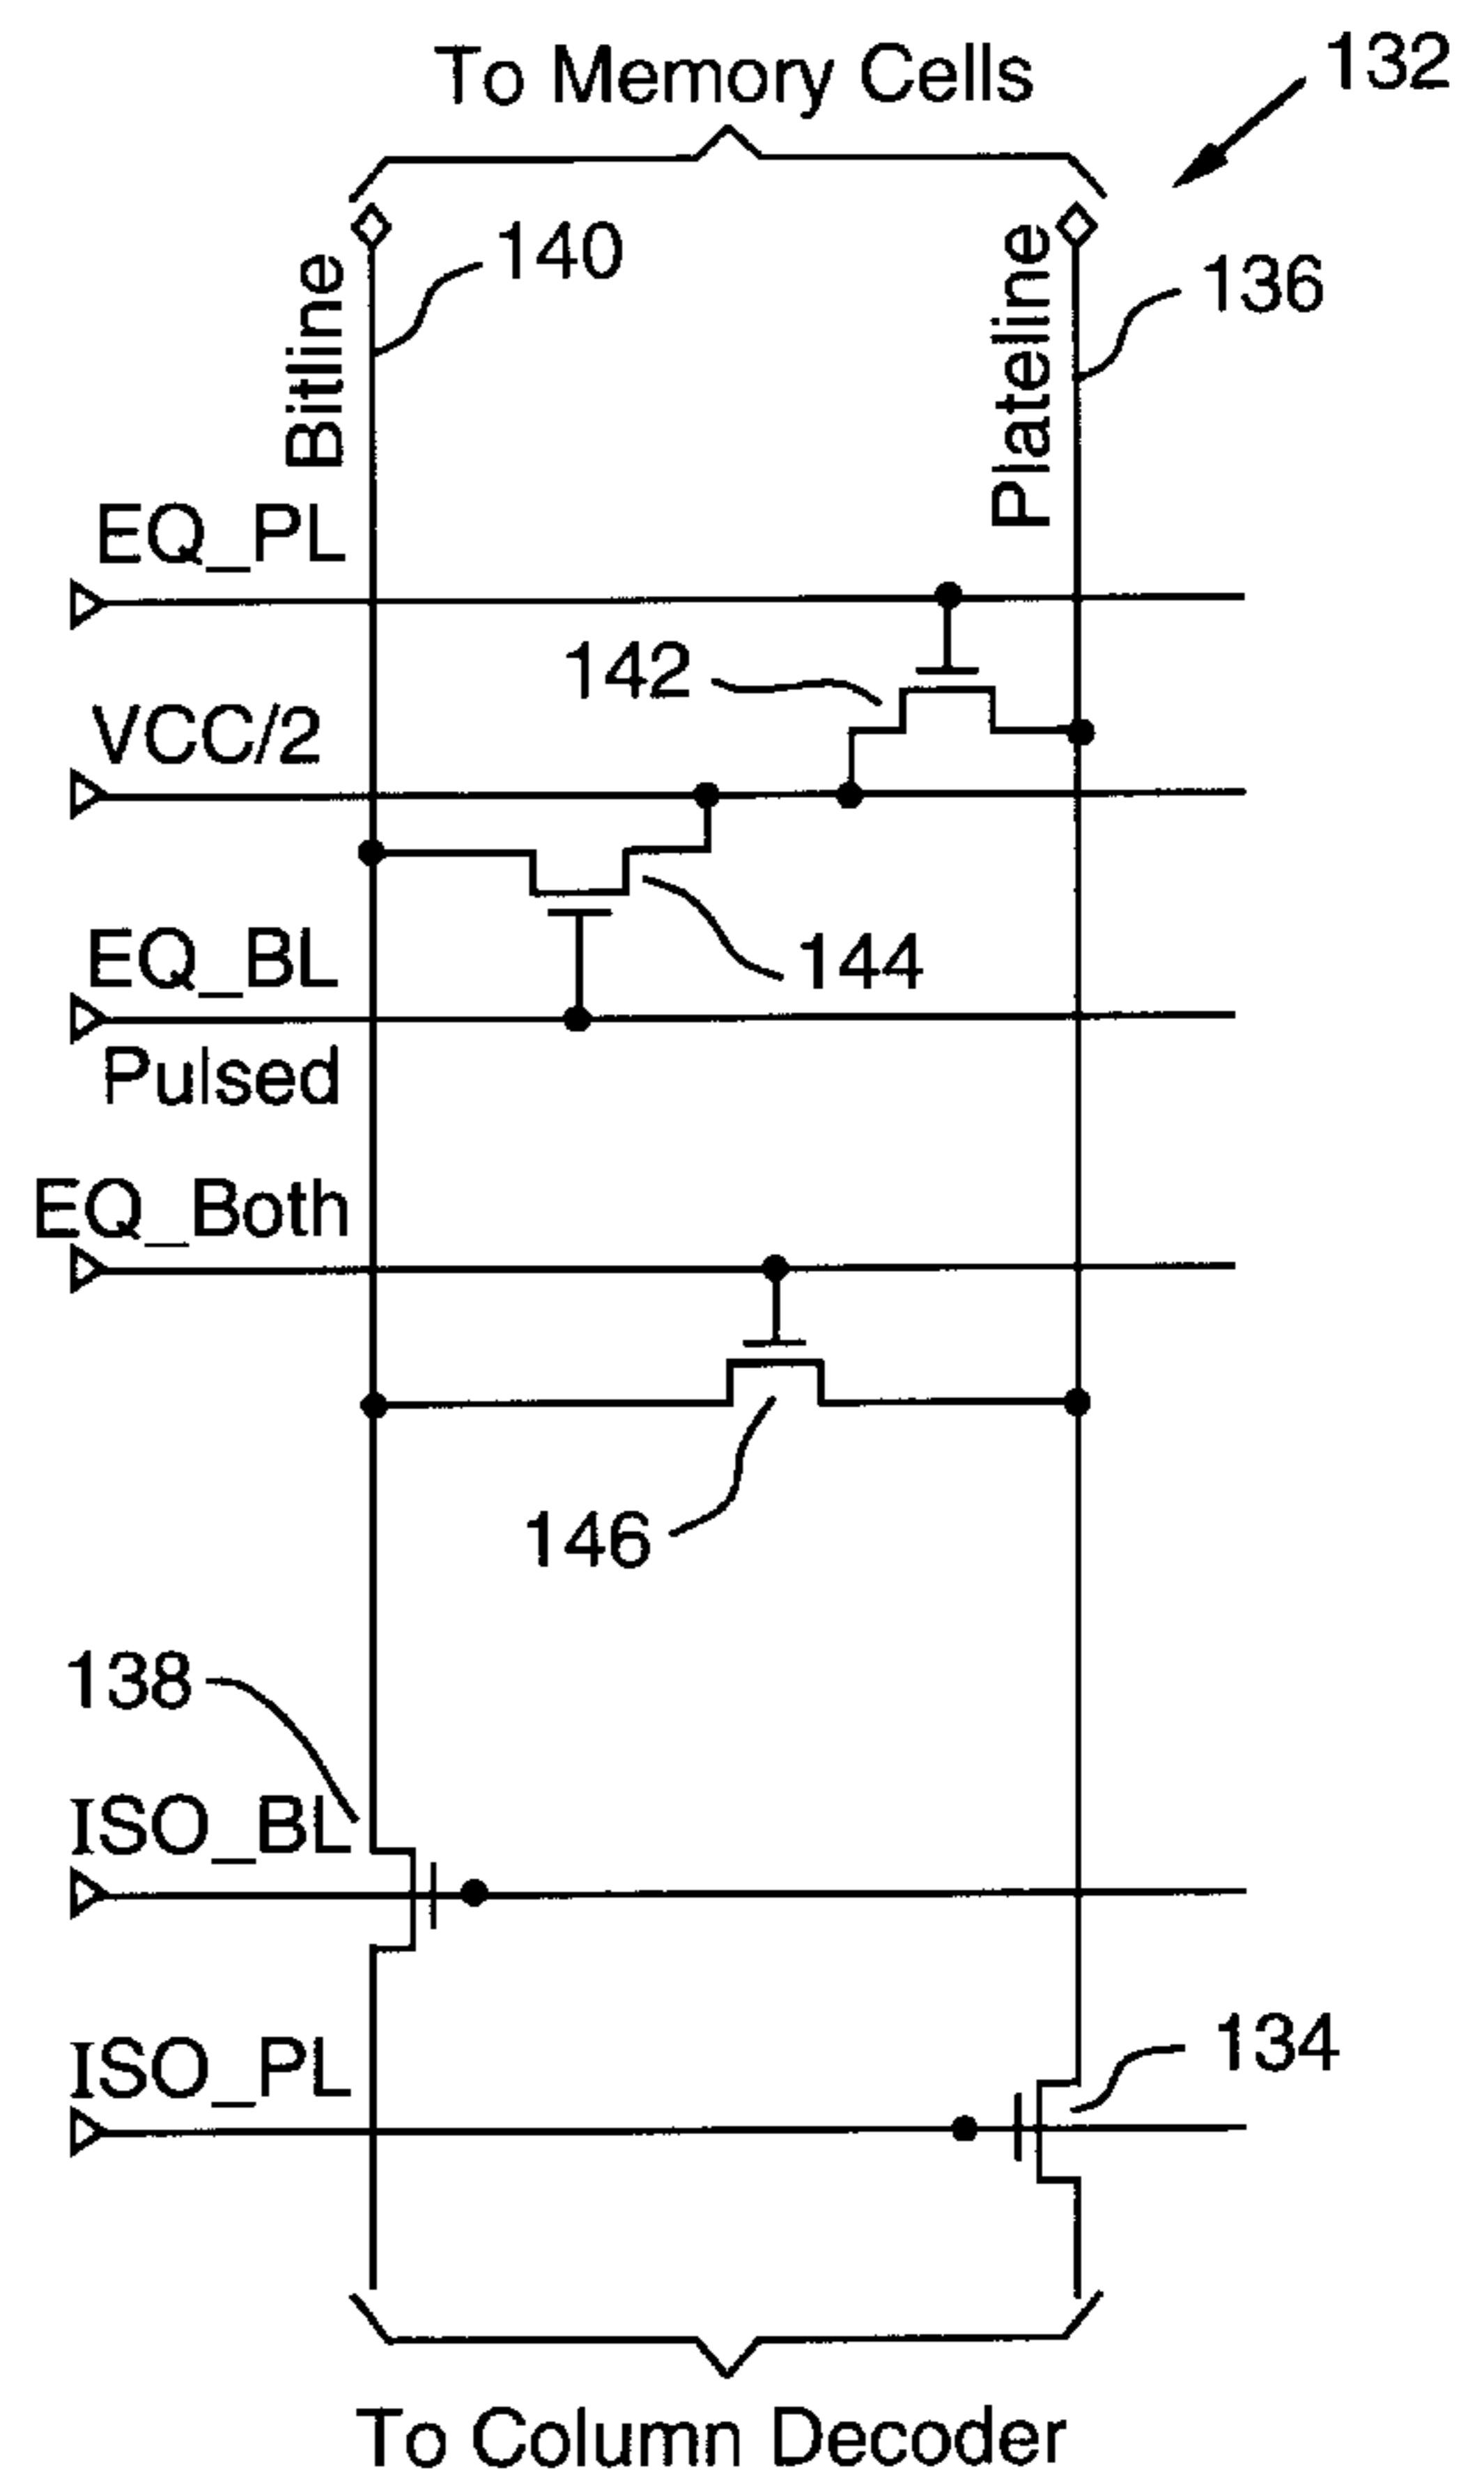 To Memory Cells
132
140
136
Bitline
Plateline
EQ_PL
142
VCC/2
EQ_BL
144
Pulsed
EQ_Both
146
138
ISO_BL
ISO_PL
134
To Column Decoder